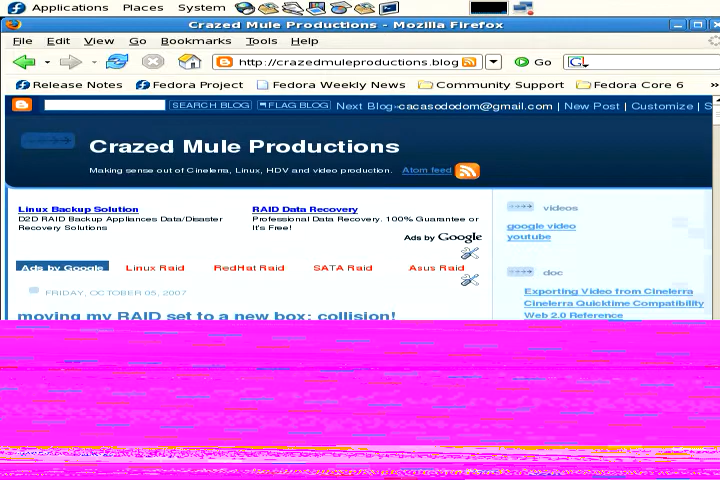 Applications Places System
Crazed Mule Productions - Mozilla Firefox
File Edit View Go Bookmarks Tools Help
http://crazedmuleproductions.blog Go G
Release Notes Fedora Project Fedora Weekly News Community Support Fedora Core 6 »
SEARCH BLOG FLAG BLOG Next Blog» cacasododom@gmail.com | New Post | Customize | S
Crazed Mule Productions
Making sense out of Cinelerra, Linux, HDV and video production. Atom feed
Linux Backup Solution
D2D RAID Backup Appliances Data/Disaster
Recovery Solutions
RAID Data Recovery
Professional Data Recovery. 100% Guarantee or
It's Free!
Ads by Google
Ads by Google Linux Raid RedHat Raid SATA Raid Asus Raid
FRIDAY, OCTOBER 05, 2007
moving my RAID set to a new box: collision!
videos
google video
youtube
doc
Exporting Video from Cinelerra
Cinelerra Quicktime Compatibility
Web 2.0 Reference